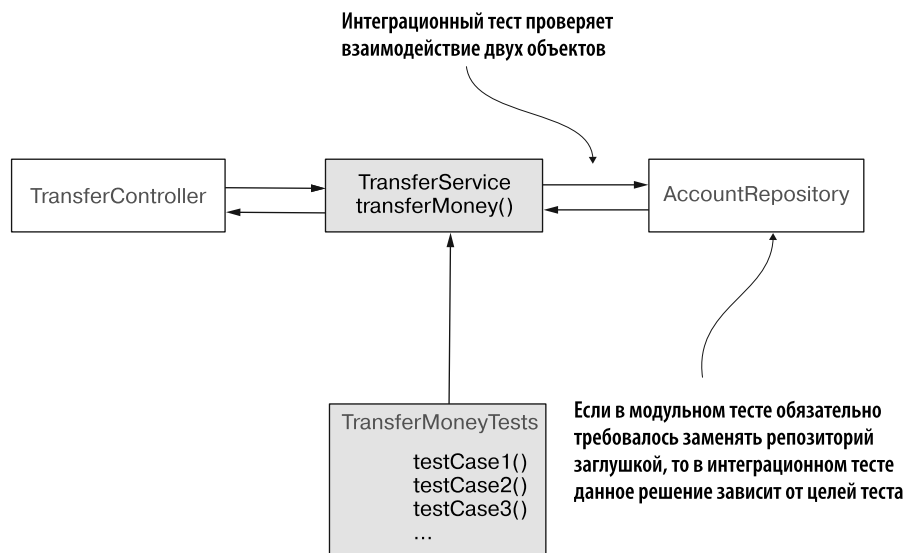 Интеграционный тест проверяет
взаимодействие двух объектов
TransferController
TransferService
transferMoney()
AccountRepository
TransferMoneyTests
testCase1()
testCase2()
testCase3()
...
Если в модульном тесте обязательно
требовалось заменять репозиторий
заглушкой, то в интеграционном тесте
данное решение зависит от целей теста